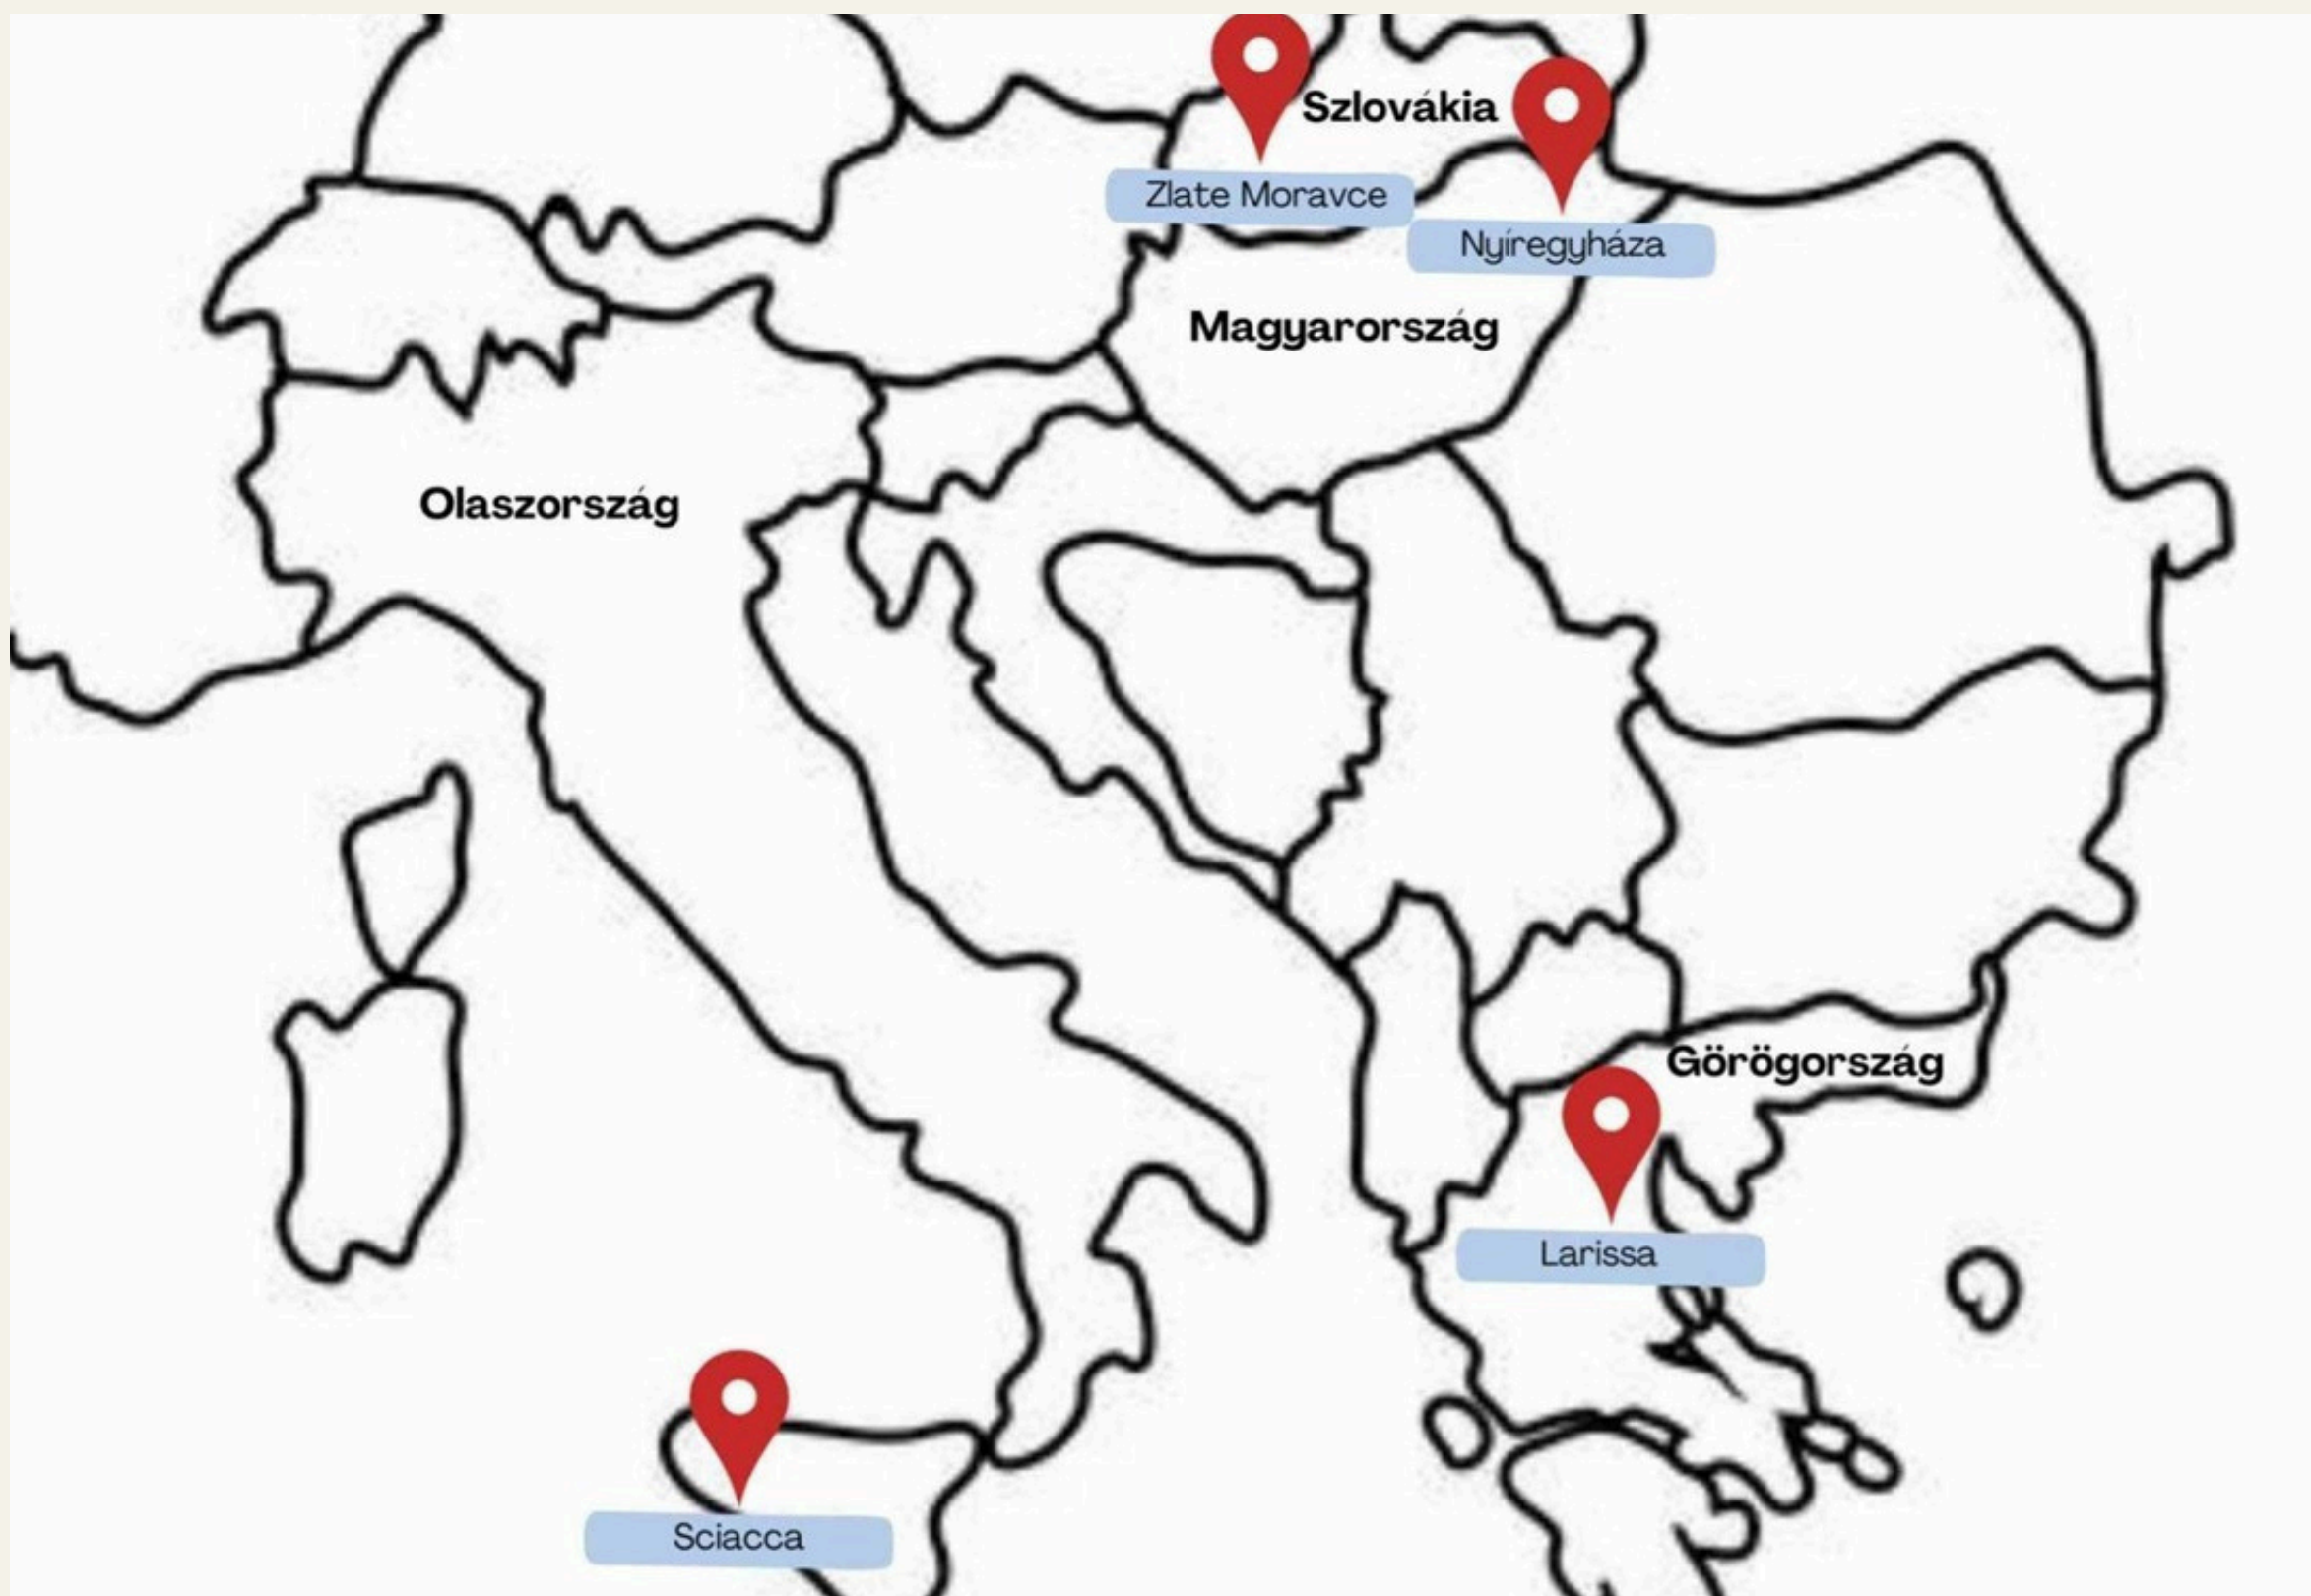 Szlovákia
Zlate Moravce
Nyíregyháza
Magyarország
Olaszország
Görögország
Larissa
Sciacca